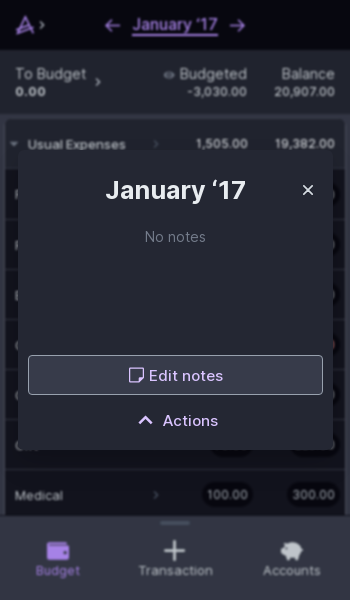 January ‘17
To Budget
Budgeted
Balance
0.00
-3,030.00
20,907.00
Usual Expenses
1,505.00
19,382.00
January ‘17
No notes
Edit notes
Actions
Medical
100.00
300.00
Budget
Transaction
Accounts